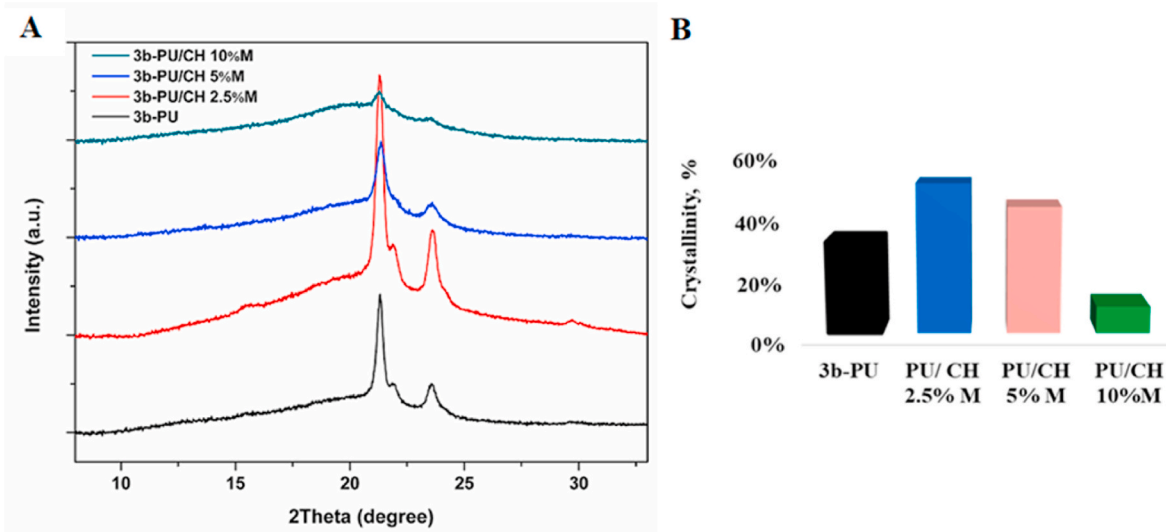 A
3b-PU/CH 10%M
3b-PU/CH 5%M
3b-PU/CH 2.5%M
3b-PU
Intensity (a.u.)
10 15 20 25 30
2Theta (degree)
B
Crystallinity, %
60%
40%
20%
0%
3b-PU PU/ CH PU/CH PU/CH
2.5% M 5% M 10%M